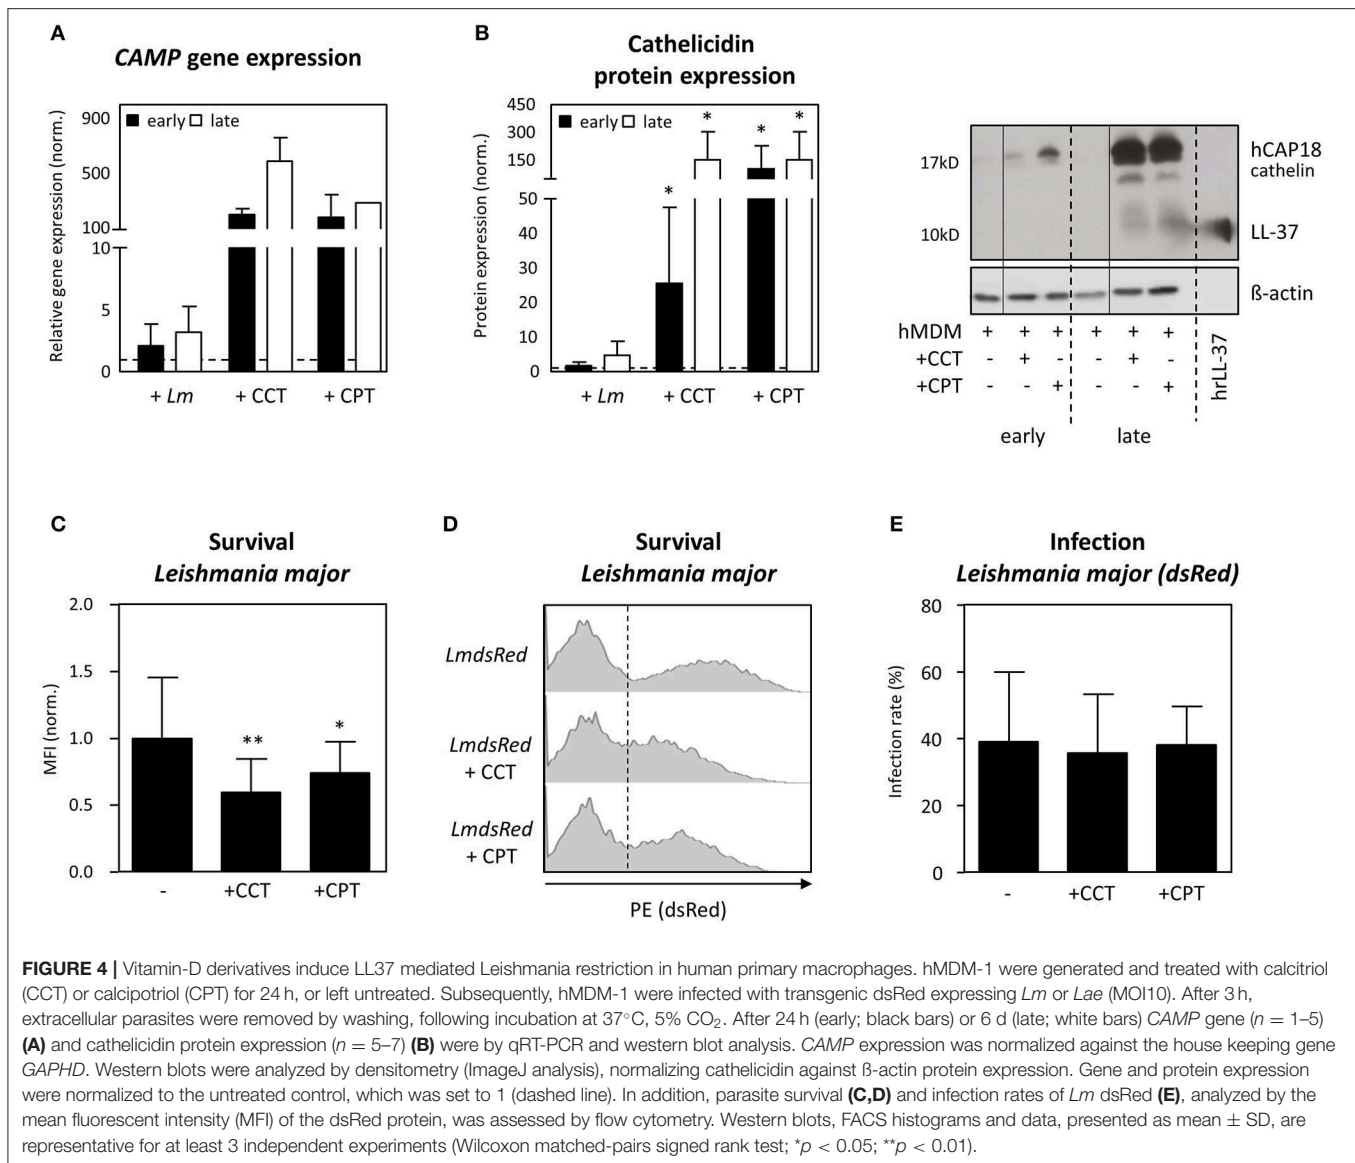 A
CAMP gene expression
Relative gene expression (norm.)
900
500
100
10
5
0
early late
+ Lm + CCT + CPT
B
Cathelicidin
protein expression
Protein expression (norm.)
450
300
150
50
40
30
20
10
0
early late
* * * *
+ Lm + CCT + CPT
17kD
10kD
hCAP18
cathelin
LL-37
ß-actin
hMDM + + + + + +
+CCT - + - - + -
+CPT - - + - - +
early late
hrLL-37
C
Survival
Leishmania major
MFI (norm.)
2.0
1.5
1.0
0.5
0.0
** *
- +CCT +CPT
D
Survival
Leishmania major
LmdsRed
LmdsRed
+ CCT
LmdsRed
+ CPT
PE (dsRed)
E
Infection
Leishmania major (dsRed)
Infection rate (%)
80
60
40
20
0
- +CCT +CPT
FIGURE 4 | Vitamin-D derivatives induce LL37 mediated Leishmania restriction in human primary macrophages. hMDM-1 were generated and treated with calcitriol
(CCT) or calcipotriol (CPT) for 24 h, or left untreated. Subsequently, hMDM-1 were infected with transgenic dsRed expressing Lm or Lae (MOI10). After 3 h,
extracellular parasites were removed by washing, following incubation at 37°C, 5% CO₂. After 24 h (early; black bars) or 6 d (late; white bars) CAMP gene (n = 1–5)
(A) and cathelicidin protein expression (n = 5–7) (B) were by qRT-PCR and western blot analysis. CAMP expression was normalized against the house keeping gene
GAPHD. Western blots were analyzed by densitometry (ImageJ analysis), normalizing cathelicidin against ß-actin protein expression. Gene and protein expression
were normalized to the untreated control, which was set to 1 (dashed line). In addition, parasite survival (C,D) and infection rates of Lm dsRed (E), analyzed by the
mean fluorescent intensity (MFI) of the dsRed protein, was assessed by flow cytometry. Western blots, FACS histograms and data, presented as mean ± SD, are
representative for at least 3 independent experiments (Wilcoxon matched-pairs signed rank test; *p < 0.05; **p < 0.01).